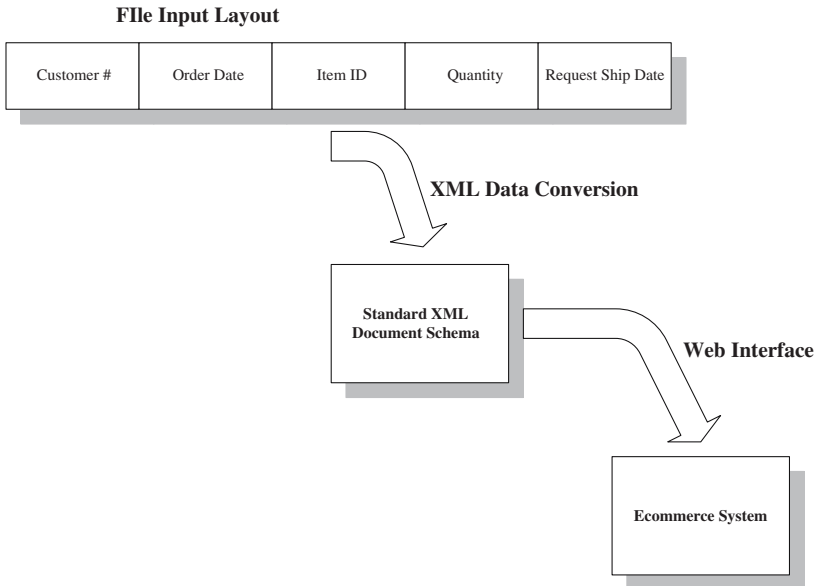 FIle Input Layout
Customer #
Order Date
Item ID
Quantity
Request Ship Date
XML Data Conversion
Standard XML
Document Schema
Web Interface
Ecommerce System